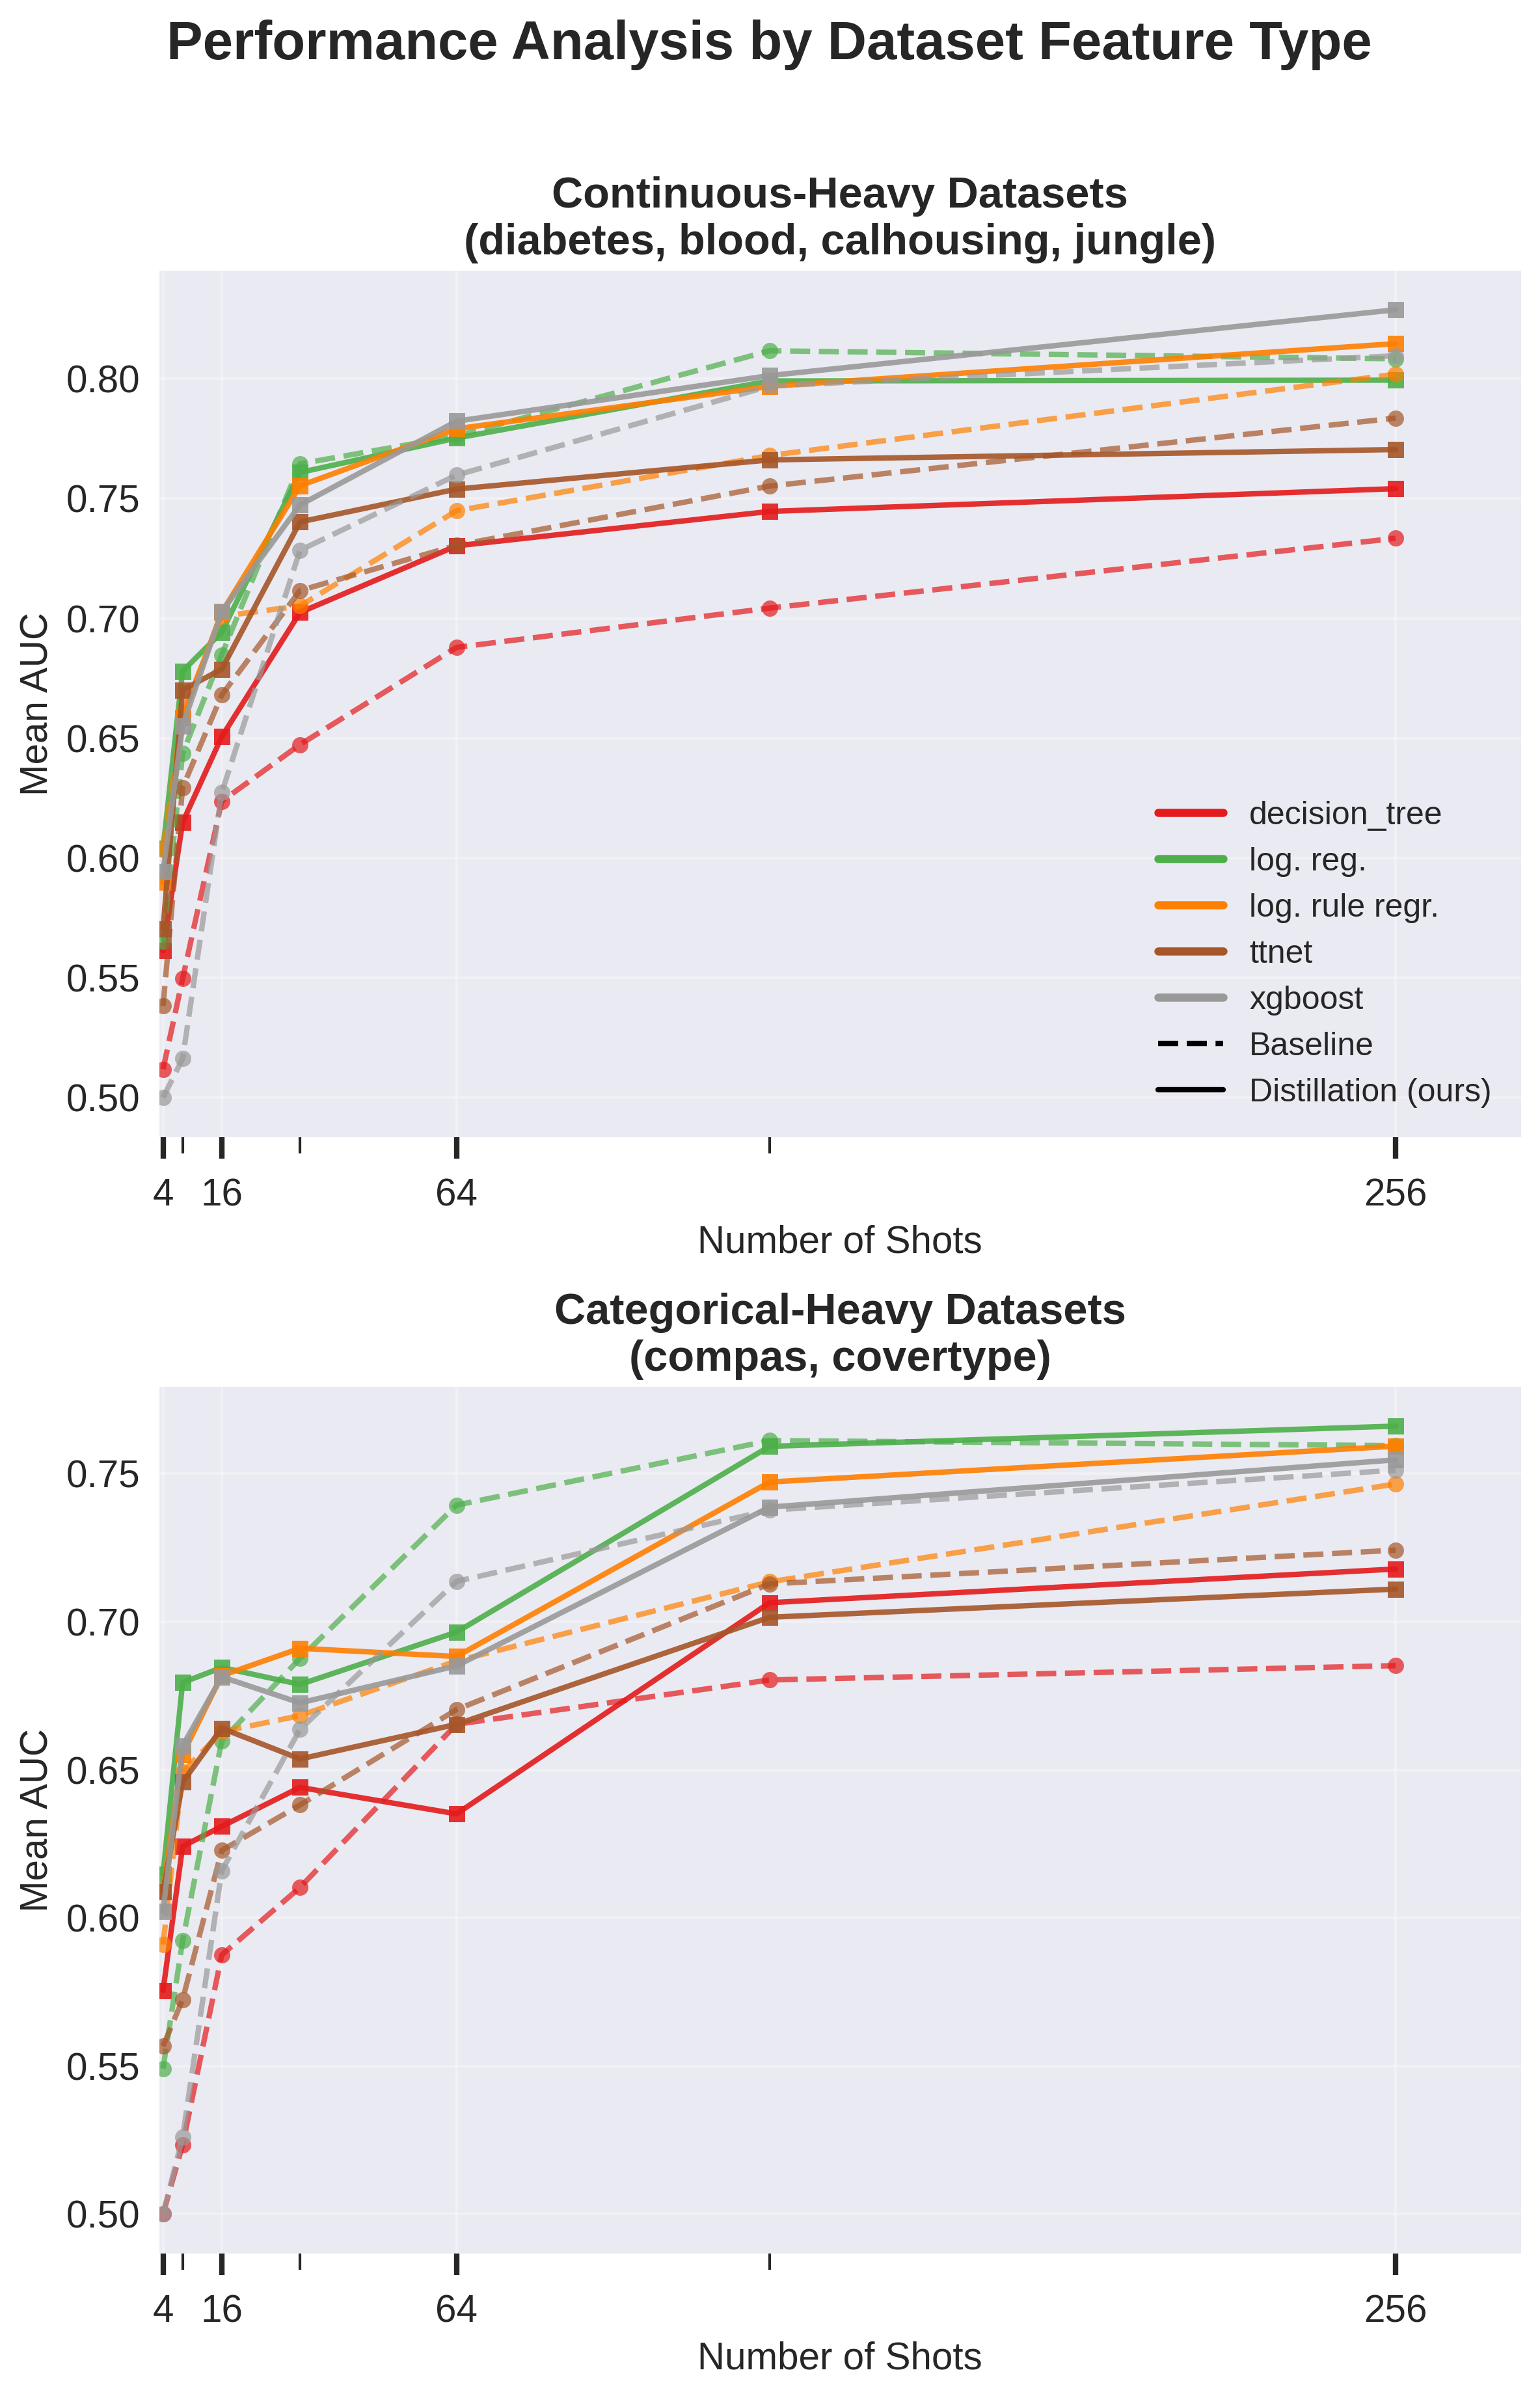 Performance Analysis by Dataset Feature Type
Continuous-Heavy Datasets
(diabetes, blood, calhousing, jungle)
Mean AUC
0.80
0.75
0.70
0.65
0.60
0.55
0.50
decision_tree
log. reg.
log. rule regr.
ttnet
xgboost
Baseline
Distillation (ours)
4 16 64 256
Number of Shots
Categorical-Heavy Datasets
(compas, covertype)
Mean AUC
0.75
0.70
0.65
0.60
0.55
0.50
4 16 64 256
Number of Shots